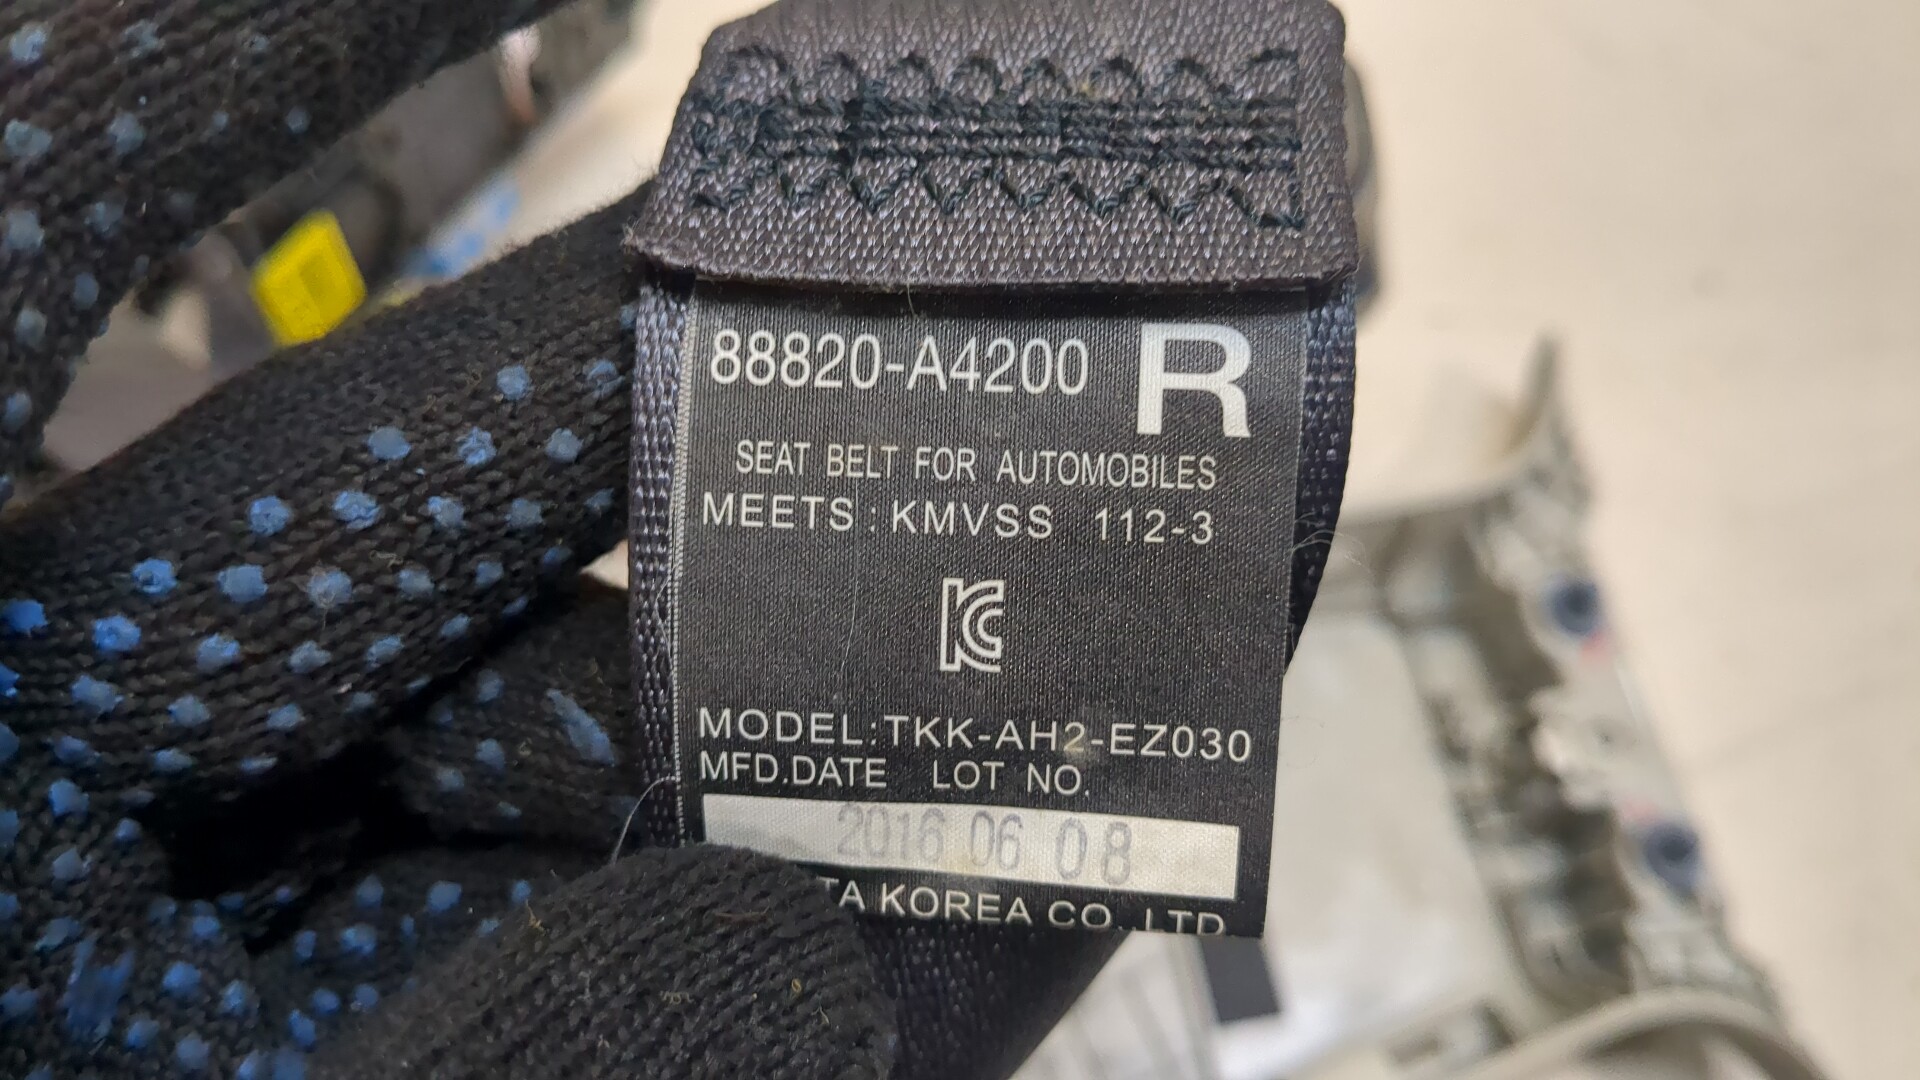 88820-A4200 R
SEAT BELT FOR AUTOMOBILES
MEETS : KMVSS 112-3
KC
MODEL:TKK-AH2-EZ030
MFD.DATE LOT NO.
2016 06 08
KOREA CO.,LTD.